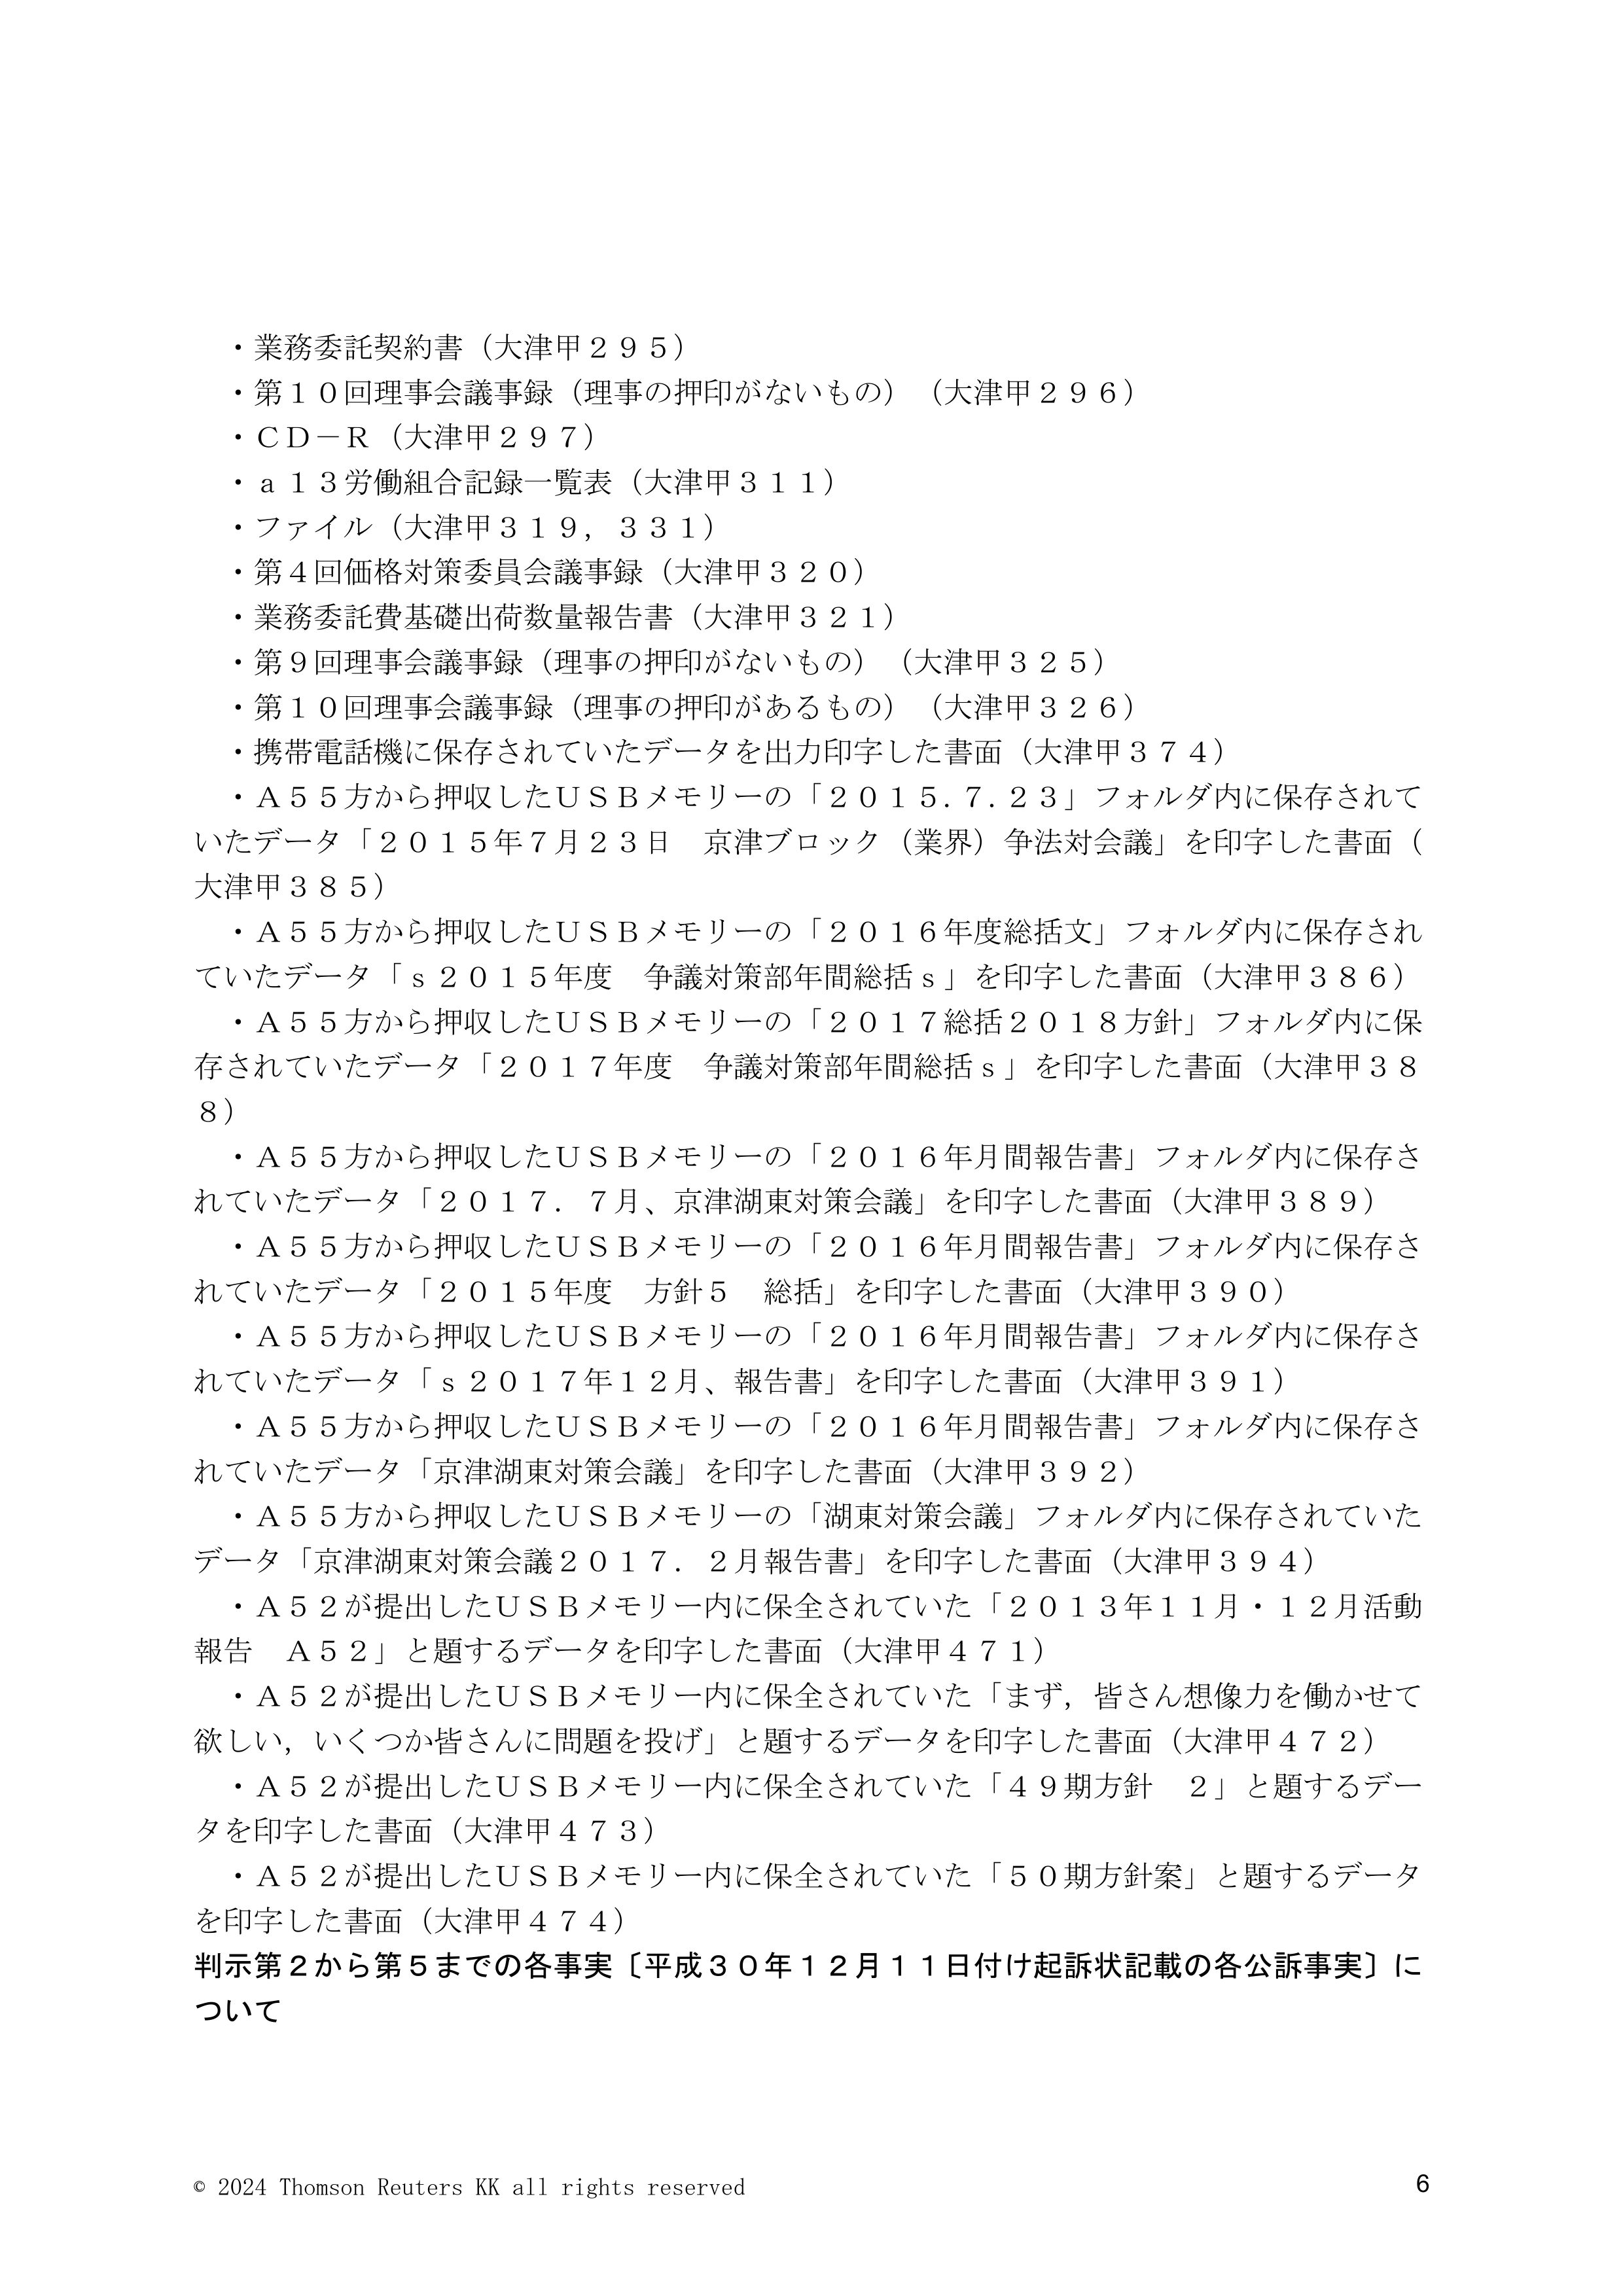 ・業務委託契約書（大津甲２９５）
・第１０回理事会議事録（理事の押印がないもの）（大津甲２９６）
・ＣＤ－Ｒ（大津甲２９７）
・ａ１３労働組合記録一覧表（大津甲３１１）
・ファイル（大津甲３１９，３３１）
・第４回価格対策委員会議事録（大津甲３２０）
・業務委託費基礎出荷数量報告書（大津甲３２１）
・第９回理事会議事録（理事の押印がないもの）（大津甲３２５）
・第１０回理事会議事録（理事の押印があるもの）（大津甲３２６）
・携帯電話機に保存されていたデータを出力印字した書面（大津甲３７４）
・Ａ５５方から押収したＵＳＢメモリーの「２０１５.７.２３」フォルダ内に保存されて
いたデータ「２０１５年７月２３日　京津ブロック（業界）争法対会議」を印字した書面（
大津甲３８５）
・Ａ５５方から押収したＵＳＢメモリーの「２０１６年度総括文」フォルダ内に保存され
ていたデータ「ｓ２０１５年度　争議対策部年間総括ｓ」を印字した書面（大津甲３８６）
・Ａ５５方から押収したＵＳＢメモリーの「２０１７総括２０１８方針」フォルダ内に保
存されていたデータ「２０１７年度　争議対策部年間総括ｓ」を印字した書面（大津甲３８
８）
・Ａ５５方から押収したＵＳＢメモリーの「２０１６年月間報告書」フォルダ内に保存さ
れていたデータ「２０１７．７月、京津湖東対策会議」を印字した書面（大津甲３８９）
・Ａ５５方から押収したＵＳＢメモリーの「２０１６年月間報告書」フォルダ内に保存さ
れていたデータ「２０１５年度　方針５　総括」を印字した書面（大津甲３９０）
・Ａ５５方から押収したＵＳＢメモリーの「２０１６年月間報告書」フォルダ内に保存さ
れていたデータ「ｓ２０１７年１２月、報告書」を印字した書面（大津甲３９１）
・Ａ５５方から押収したＵＳＢメモリーの「２０１６年月間報告書」フォルダ内に保存さ
れていたデータ「京津湖東対策会議」を印字した書面（大津甲３９２）
・Ａ５５方から押収したＵＳＢメモリーの「湖東対策会議」フォルダ内に保存されていた
データ「京津湖東対策会議２０１７．２月報告書」を印字した書面（大津甲３９４）
・Ａ５２が提出したＵＳＢメモリー内に保全されていた「２０１３年１１月・１２月活動
報告　Ａ５２」と題するデータを印字した書面（大津甲４７１）
・Ａ５２が提出したＵＳＢメモリー内に保全されていた「まず，皆さん想像力を働かせて
欲しい，いくつか皆さんに問題を投げ」と題するデータを印字した書面（大津甲４７２）
・Ａ５２が提出したＵＳＢメモリー内に保全されていた「４９期方針　２」と題するデー
タを印字した書面（大津甲４７３）
・Ａ５２が提出したＵＳＢメモリー内に保全されていた「５０期方針案」と題するデータ
を印字した書面（大津甲４７４）
判示第２から第５までの各事実〔平成３０年１２月１１日付け起訴状記載の各公訴事実〕に
ついて
© 2024 Thomson Reuters KK all rights reserved
6